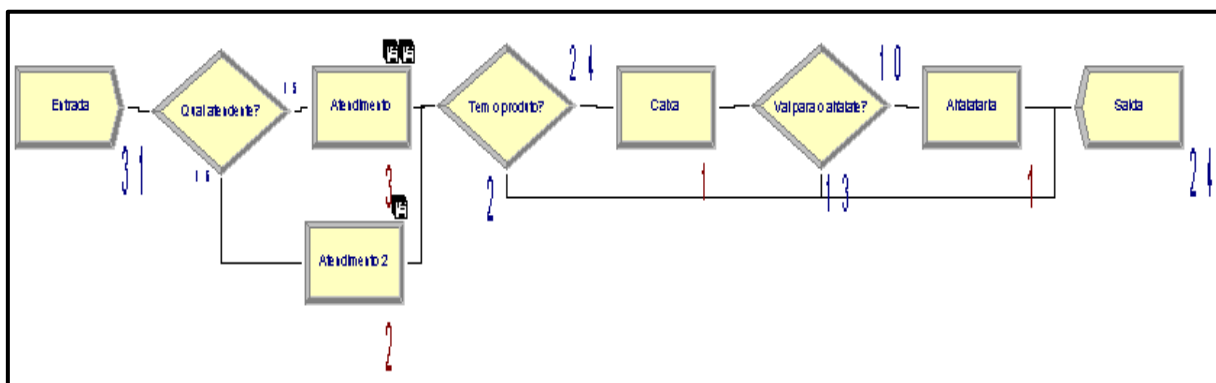 Entrada
31
Qual atendente?
15
16
Atendimento
3
Atendimento 2
2
Tem o produto?
24
2
Caixa
1
Vai para o alfaiate?
10
13
Alfaiataria
1
Saída
24